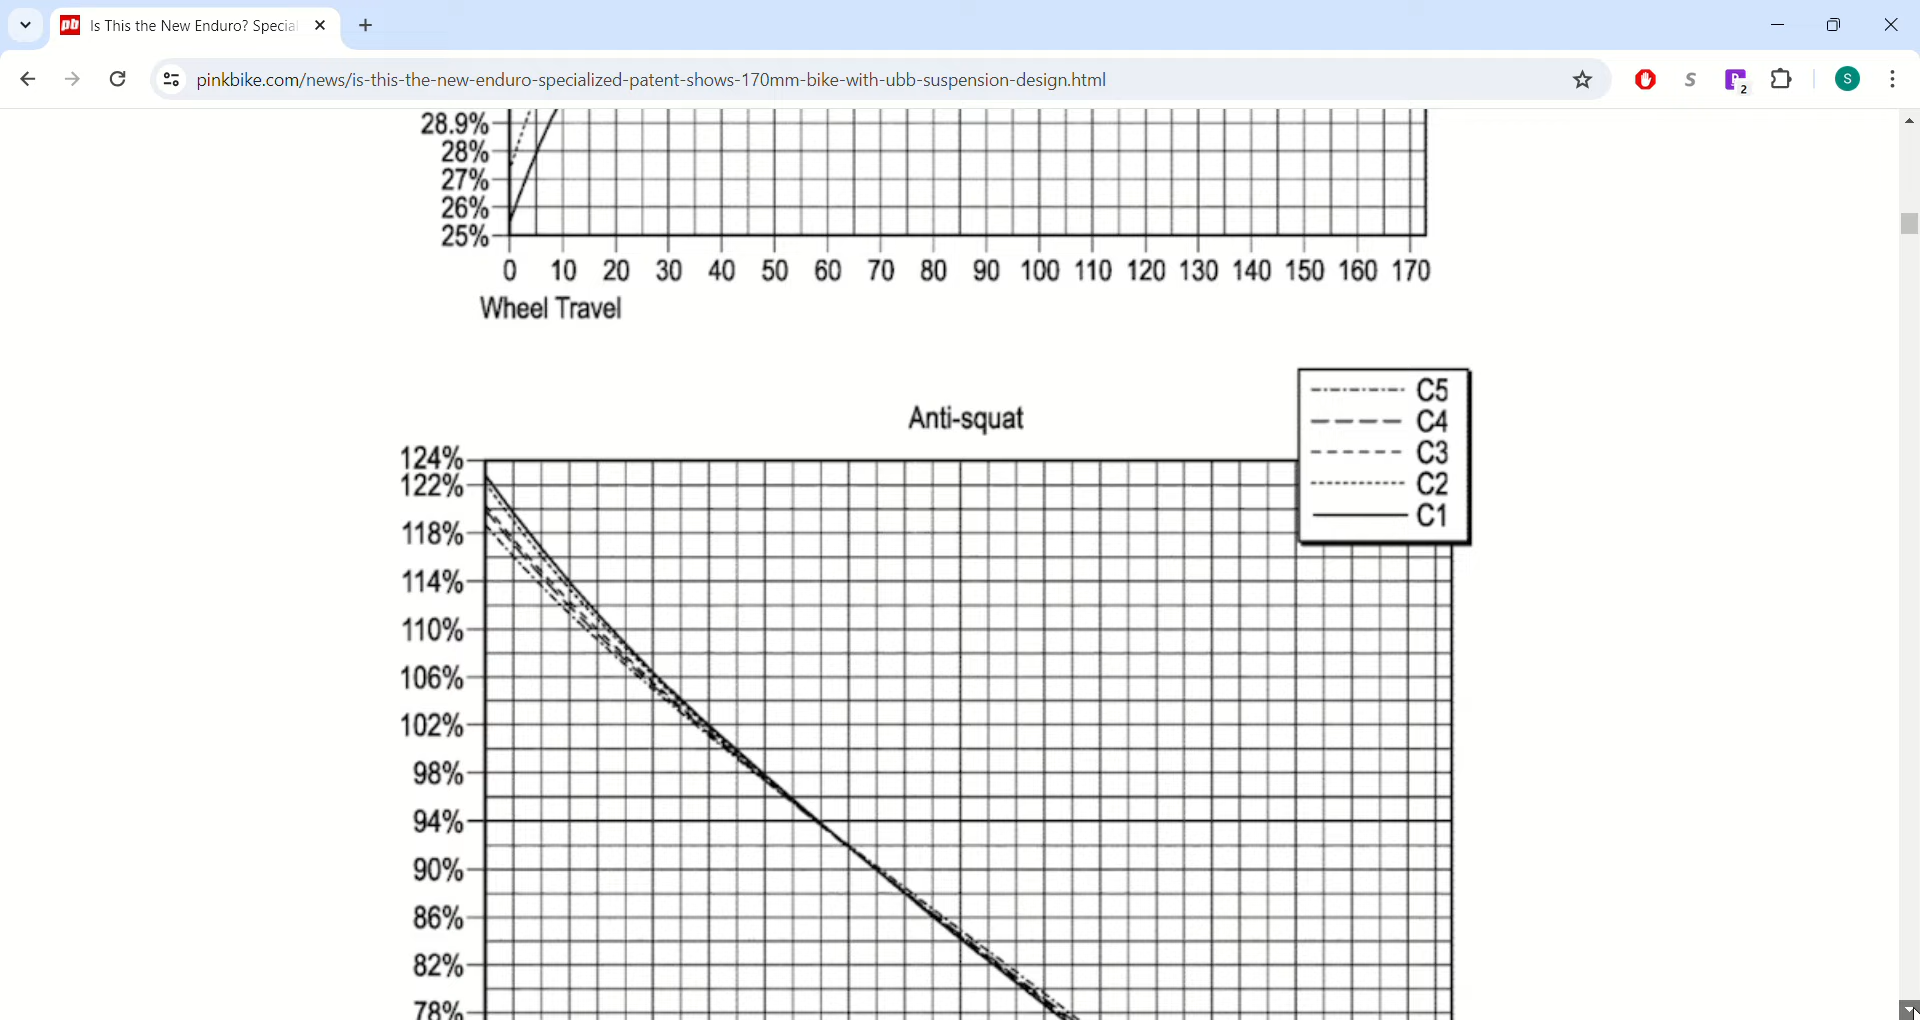 Is This the New Enduro? Specia
pinkbike.com/news/is-this-the-new-enduro-specialized-patent-shows-170mm-bike-with-ubb-suspension-design.html
S
2
S
28.9%
28%
27%
26%
25%
0 10 20 30 40 50 60 70 80 90 100 110 120 130 140 150 160 170
Wheel Travel
Anti-squat
C5
C4
C3
C2
C1
124%
122%
118%
114%
110%
106%
102%
98%
94%
90%
86%
82%
78%